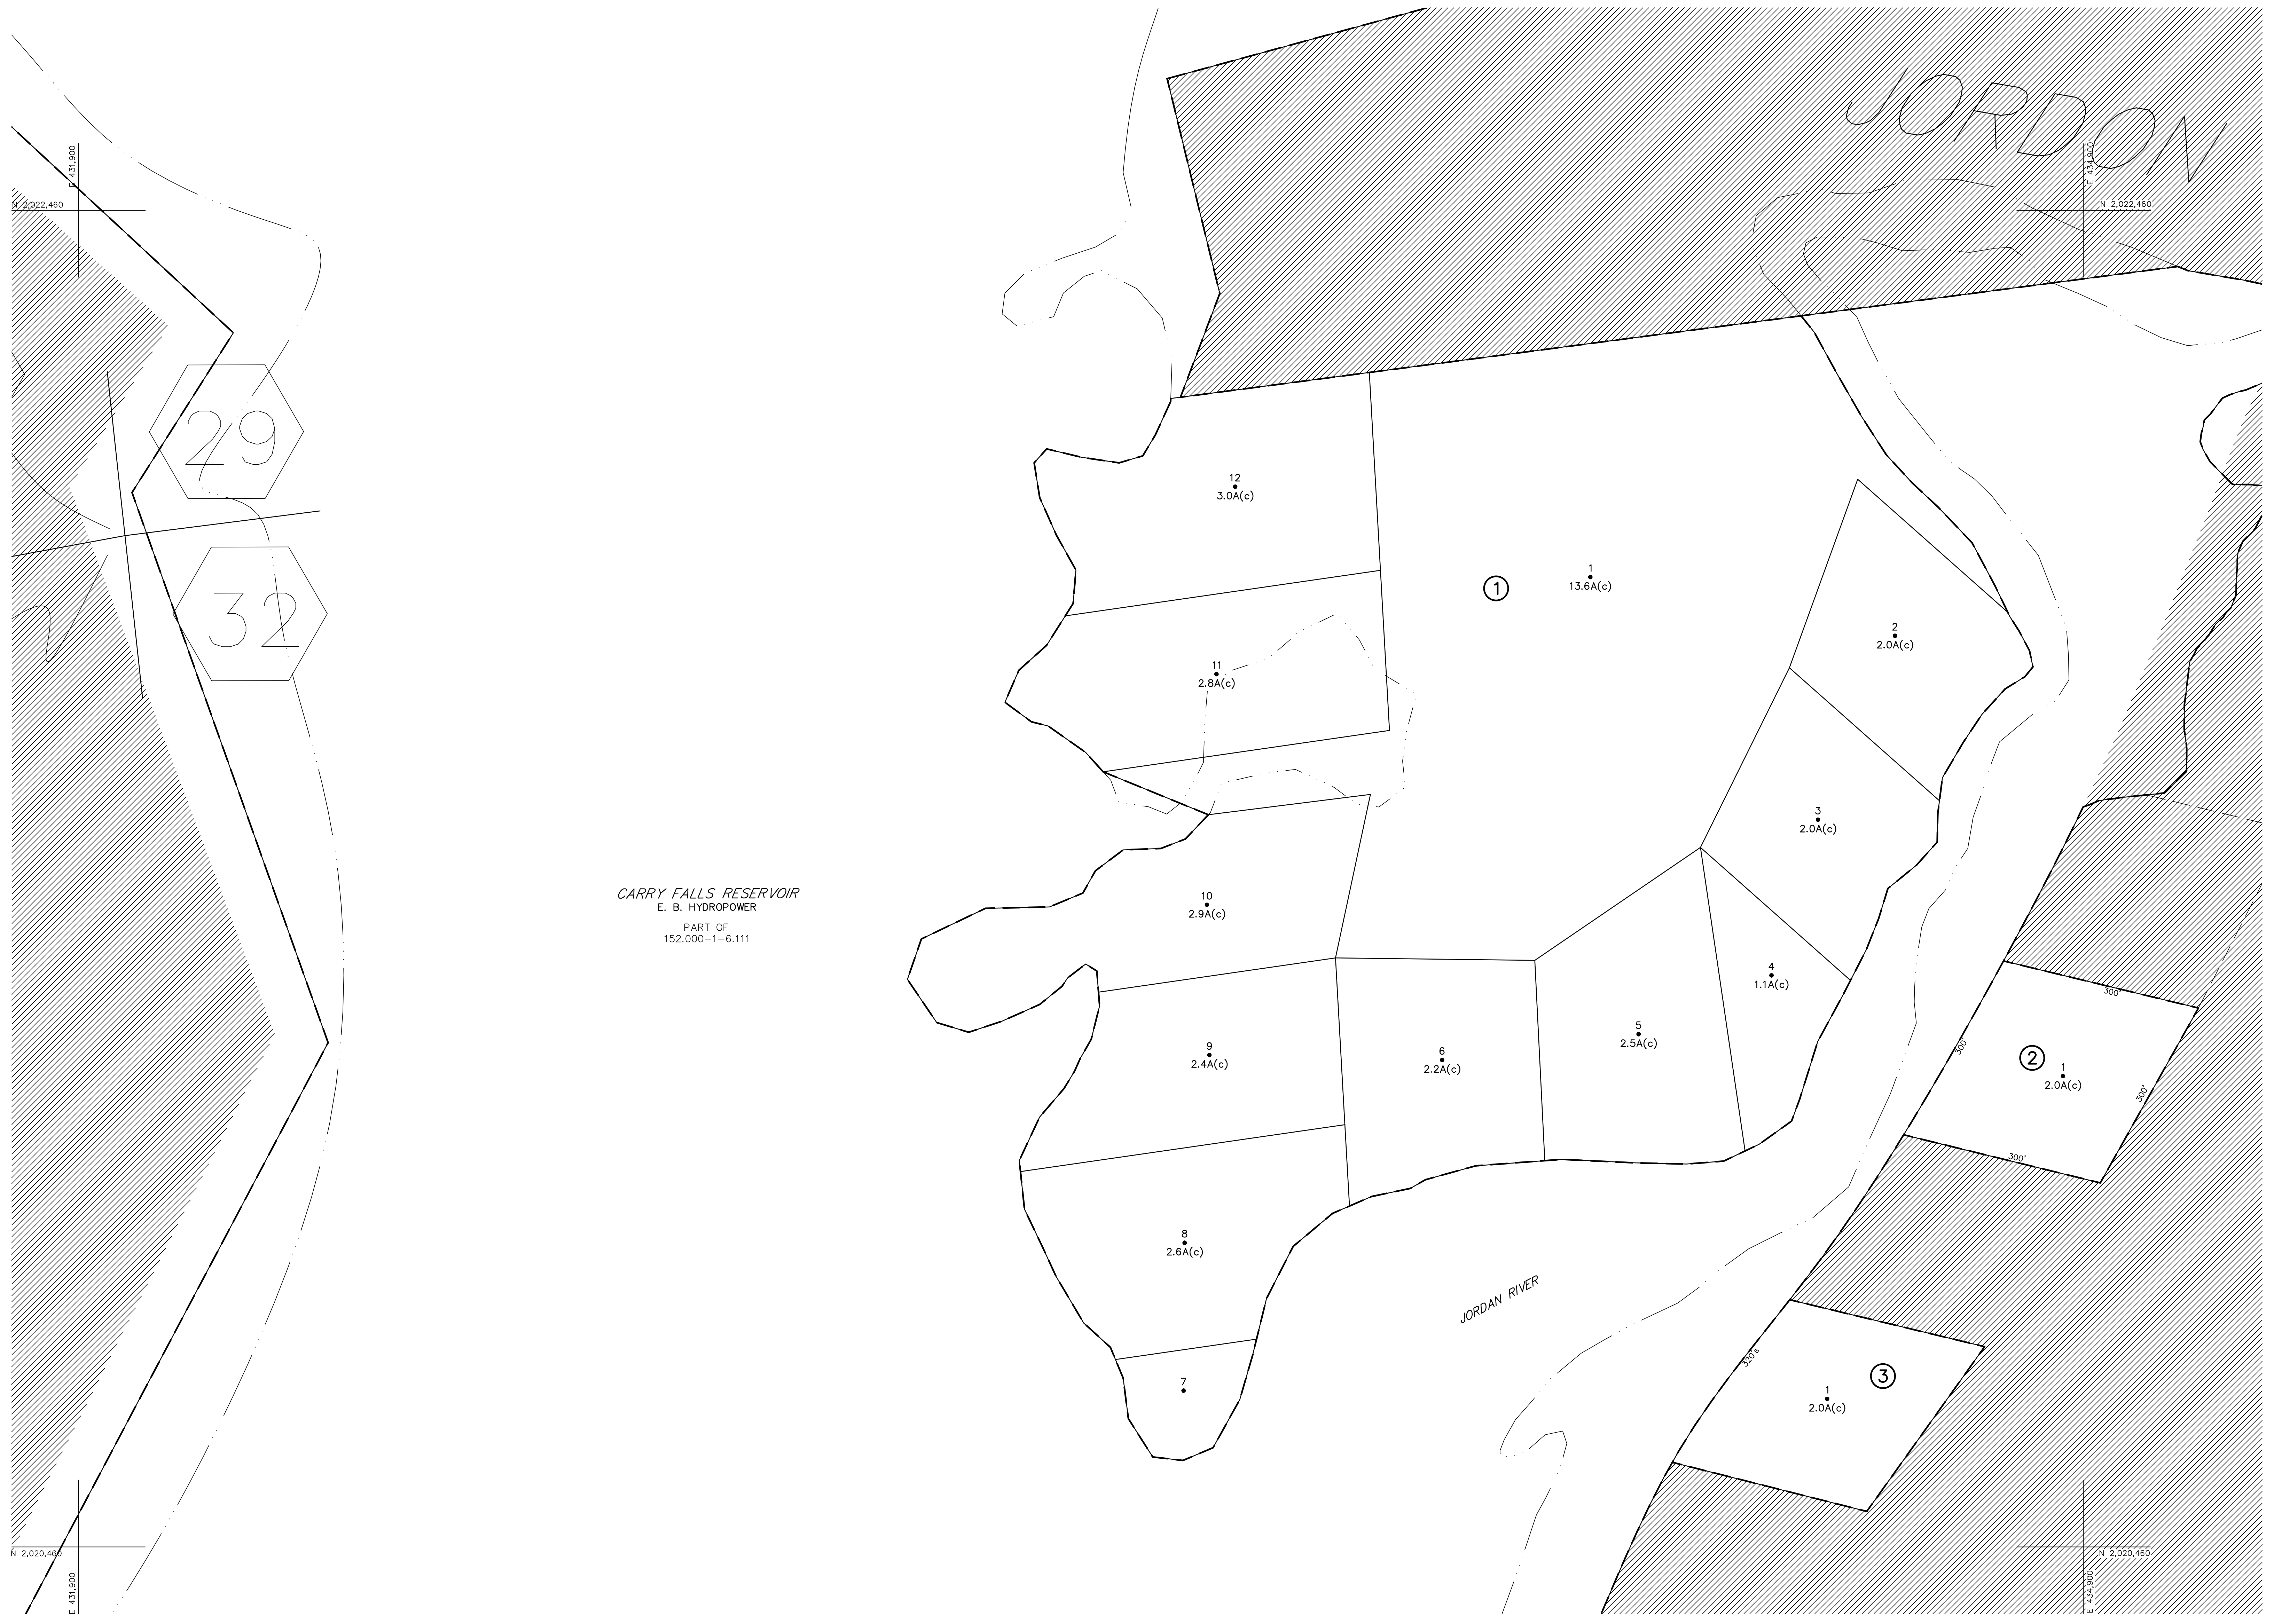 JORDON
E 431,900
N 2,022,460
E 434,900
N 2,022,460
29
32
12
3.0A(c)
1
1
13.6A(c)
2
2.0A(c)
11
2.8A(c)
3
2.0A(c)
CARRY FALLS RESERVOIR
E. B. HYDROPOWER
PART OF
152.000-1-6.111
10
2.9A(c)
4
1.1A(c)
5
2.5A(c)
9
2.4A(c)
6
2.2A(c)
300'
300'
2
1
2.0A(c)
300'
300'
8
2.6A(c)
JORDAN RIVER
7
320's
3
1
2.0A(c)
N 2,020,460
E 431,900
N 2,020,460
E 434,900